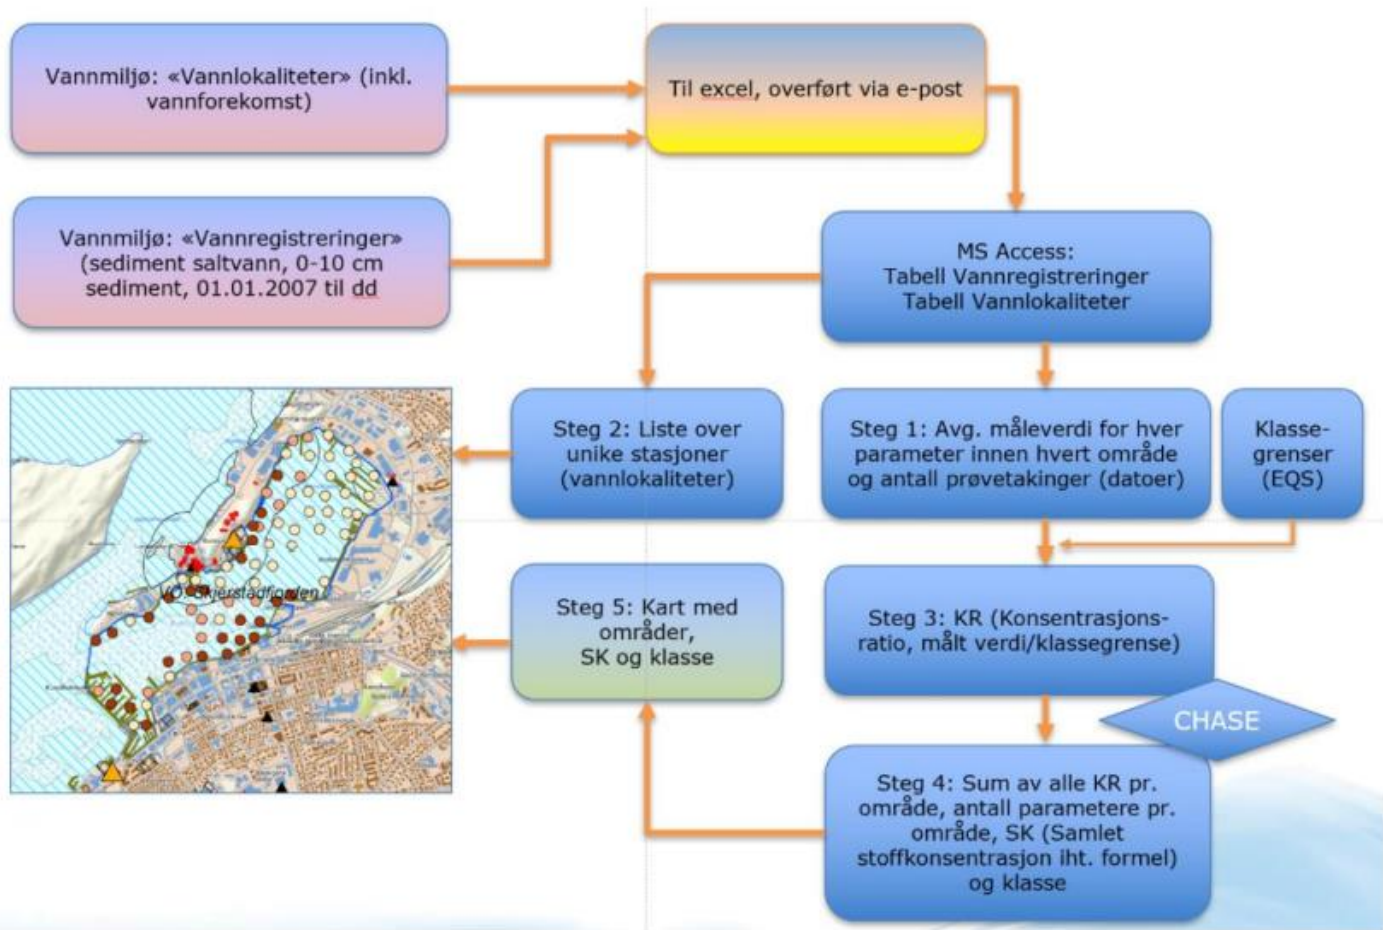 Vannmiljø: «Vannlokaliteter» (inkl.
vannforekomst)
Til excel, overført via e-post
Vannmiljø: «Vannregistreringer»
(sediment saltvann, 0-10 cm
sediment, 01.01.2007 til dd
MS Access:
Tabell Vannregistreringer
Tabell Vannlokaliteter
Steg 2: Liste over
unike stasjoner
(vannlokaliteter)
Steg 1: Avg. måleverdi for hver
parameter innen hvert område
og antall prøvetakinger (datoer)
Klasse-
grenser
(EQS)
VO: Skjerstadfjorden
Steg 5: Kart med
områder,
SK og klasse
Steg 3: KR (Konsentrasjons-
ratio, målt verdi/klassegrense)
CHASE
Steg 4: Sum av alle KR pr.
område, antall parametere pr.
område, SK (Samlet
stoffkonsentrasjon iht. formel)
og klasse